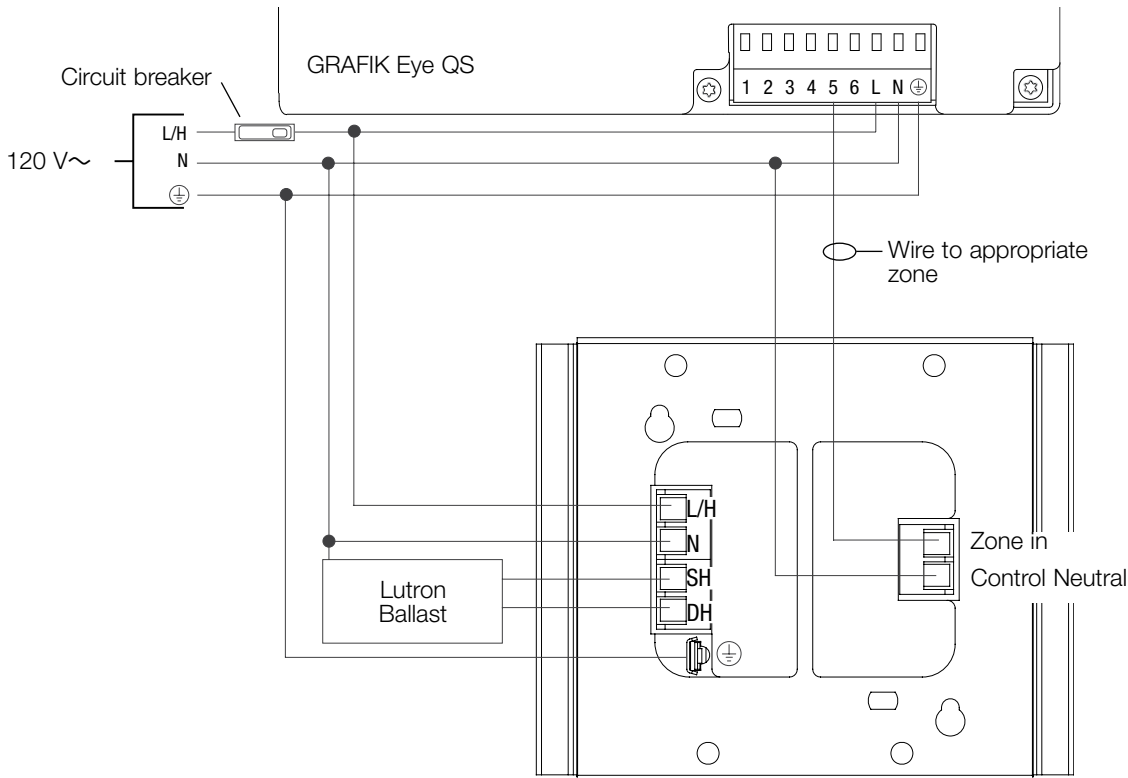 GRAFIK Eye QS
1 2 3 4 5 6 L N ⏚
Circuit breaker
120 V～
L/H
N
⏚
Wire to appropriate
zone
L/H
N
SH
DH
⏚
Lutron
Ballast
Zone in
Control Neutral